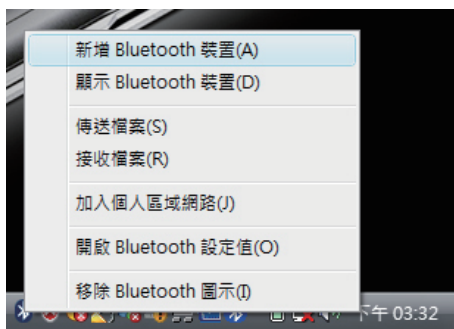 新增 Bluetooth 裝置(A)
顯示 Bluetooth 裝置(D)
傳送檔案(S)
接收檔案(R)
加入個人區域網路(J)
開啟 Bluetooth 設定值(O)
移除 Bluetooth 圖示(I)
下午 03:32